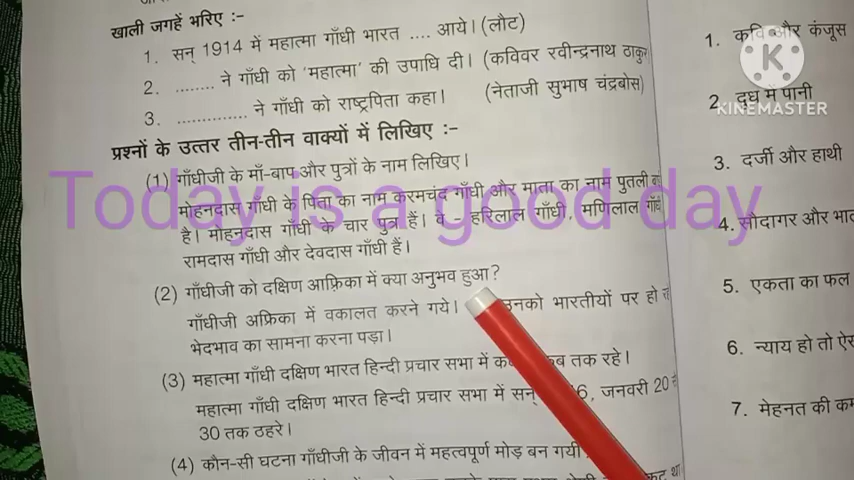 खाली जगहें भरिए :-
1. सन् 1914 में महात्मा गाँधी भारत .... आये। (लौट)
2. ........ ने गाँधी को 'महात्मा' की उपाधि दी। (कविवर रवीन्द्रनाथ ठाकुर
3. .............. ने गाँधी को राष्ट्रपिता कहा। (नेताजी सुभाष चंद्रबोस)
प्रश्नों के उत्तर तीन-तीन वाक्यों में लिखिए :-
(1) गाँधीजी के माँ-बाप और पुत्रों के नाम लिखिए।
मोहनदास गाँधी के पिता का नाम करमचंद गाँधी और माता का नाम पुतली
है। मोहनदास गाँधी के चार पुत्र हैं। वे - हरिलाल गाँधी, मणिलाल गाँधी
रामदास गाँधी और देवदास गाँधी हैं।
(2) गाँधीजी को दक्षिण आफ्रिका में क्या अनुभव हुआ?
गाँधीजी अफ्रिका में वकालत करने गये। उनको भारतीयों पर हो
भेदभाव का सामना करना पड़ा।
(3) महात्मा गाँधी दक्षिण भारत हिन्दी प्रचार सभा में तक रहे।
महात्मा गाँधी दक्षिण भारत हिन्दी प्रचार सभा में सन् 6, जनवरी 20
30 तक ठहरे।
(4) कौन-सी घटना गाँधीजी के जीवन में महत्वपूर्ण मोड़ बन गयी
Today is a good day
1. कवि और कंजूस
2. दूध में पानी
3. दर्जी और हाथी
4. सौदागर और
5. एकता का फल
6. न्याय हो तो
7. मेहनत की
K
KINEMASTER